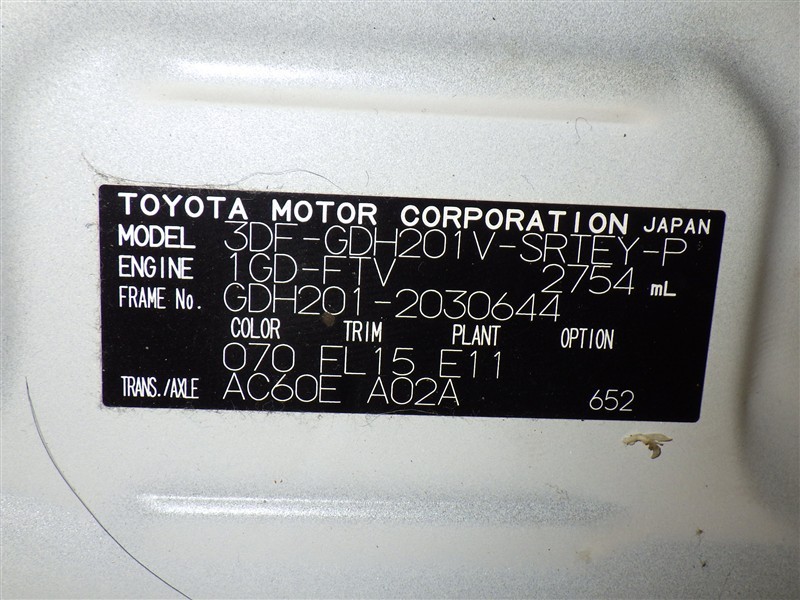 TOYOTA MOTOR CORPORATION JAPAN
MODEL 3DF-GDH201V-SRTEY-P
ENGINE 1GD-FTV 2754 mL
FRAME No. GDH201-2030644
COLOR TRIM PLANT OPTION
070 FL15 E11
TRANS./AXLE AC60E A02A 652